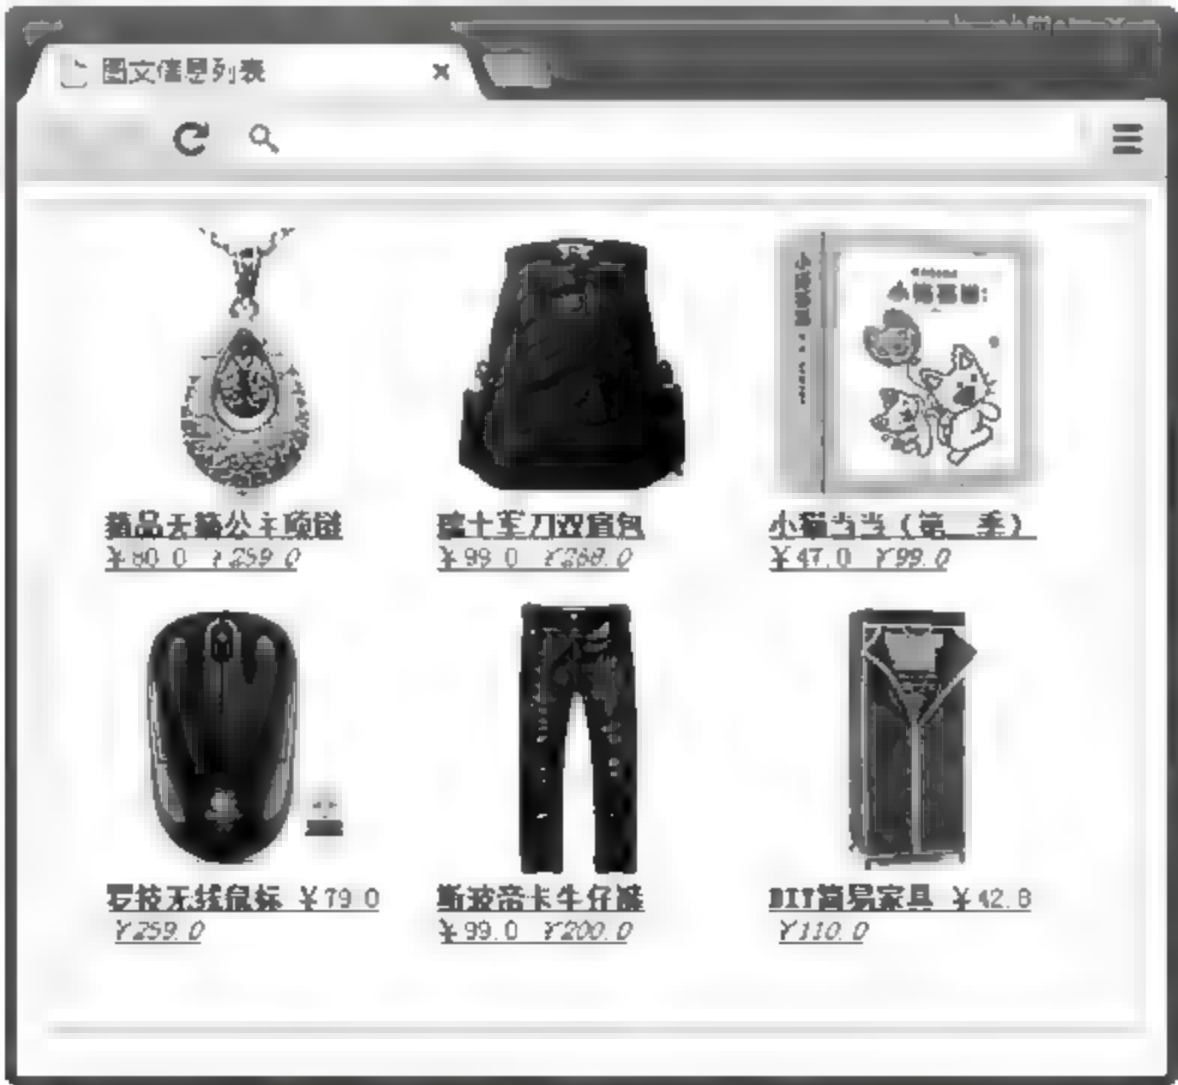 图文信息列表
精品天猫公主项链
¥80.0 ¥259.0
瑞士军刀双肩包
¥99.0 ¥268.0
小猫当当（第二季）
¥47.0 ¥99.0
罗技无线鼠标 ¥79.0
¥259.0
斯波帝卡牛仔裤
¥99.0 ¥200.0
DIY简易家具 ¥42.8
¥110.0